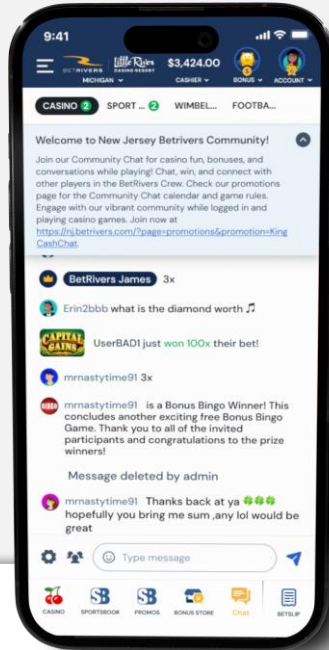 9:41
BETRIVERS
Little River
CASINO RESORT
$3,424.00
MICHIGAN
CASHIER
BONUS
ACCOUNT
CASINO 2
SPORT ... 2
WIMBEL...
FOOTBA...
Welcome to New Jersey Betrivers Community!
Join our Community Chat for casino fun, bonuses, and
conversations while playing! Chat, win, and connect with
other players in the BetRivers Crew. Check our promotions
page for the Community Chat calendar and game rules.
Engage with our vibrant community while logged in and
playing casino games. Join now at
https://nj.betrivers.com/?page=promotions&promotion=King
CashChat.
BetRivers James 3x
Erin2bbb what is the diamond worth 🎵
CAPITAL
GAINS
UserBAD1 just won 100x their bet!
mrnastytime91 3x
BINGO
mrnastytime91 is a Bonus Bingo Winner! This
concludes another exciting free Bonus Bingo
Game. Thank you to all of the invited
participants and congratulations to the prize
winners!
Message deleted by admin
mrnastytime91 Thanks back at ya 🍀🍀🍀
hopefully you bring me sum ,any lol would be
great
Type message
SB
SB
CASINO
SPORTSBOOK
PROMOS
BONUS STORE
Chat
BETSLIP